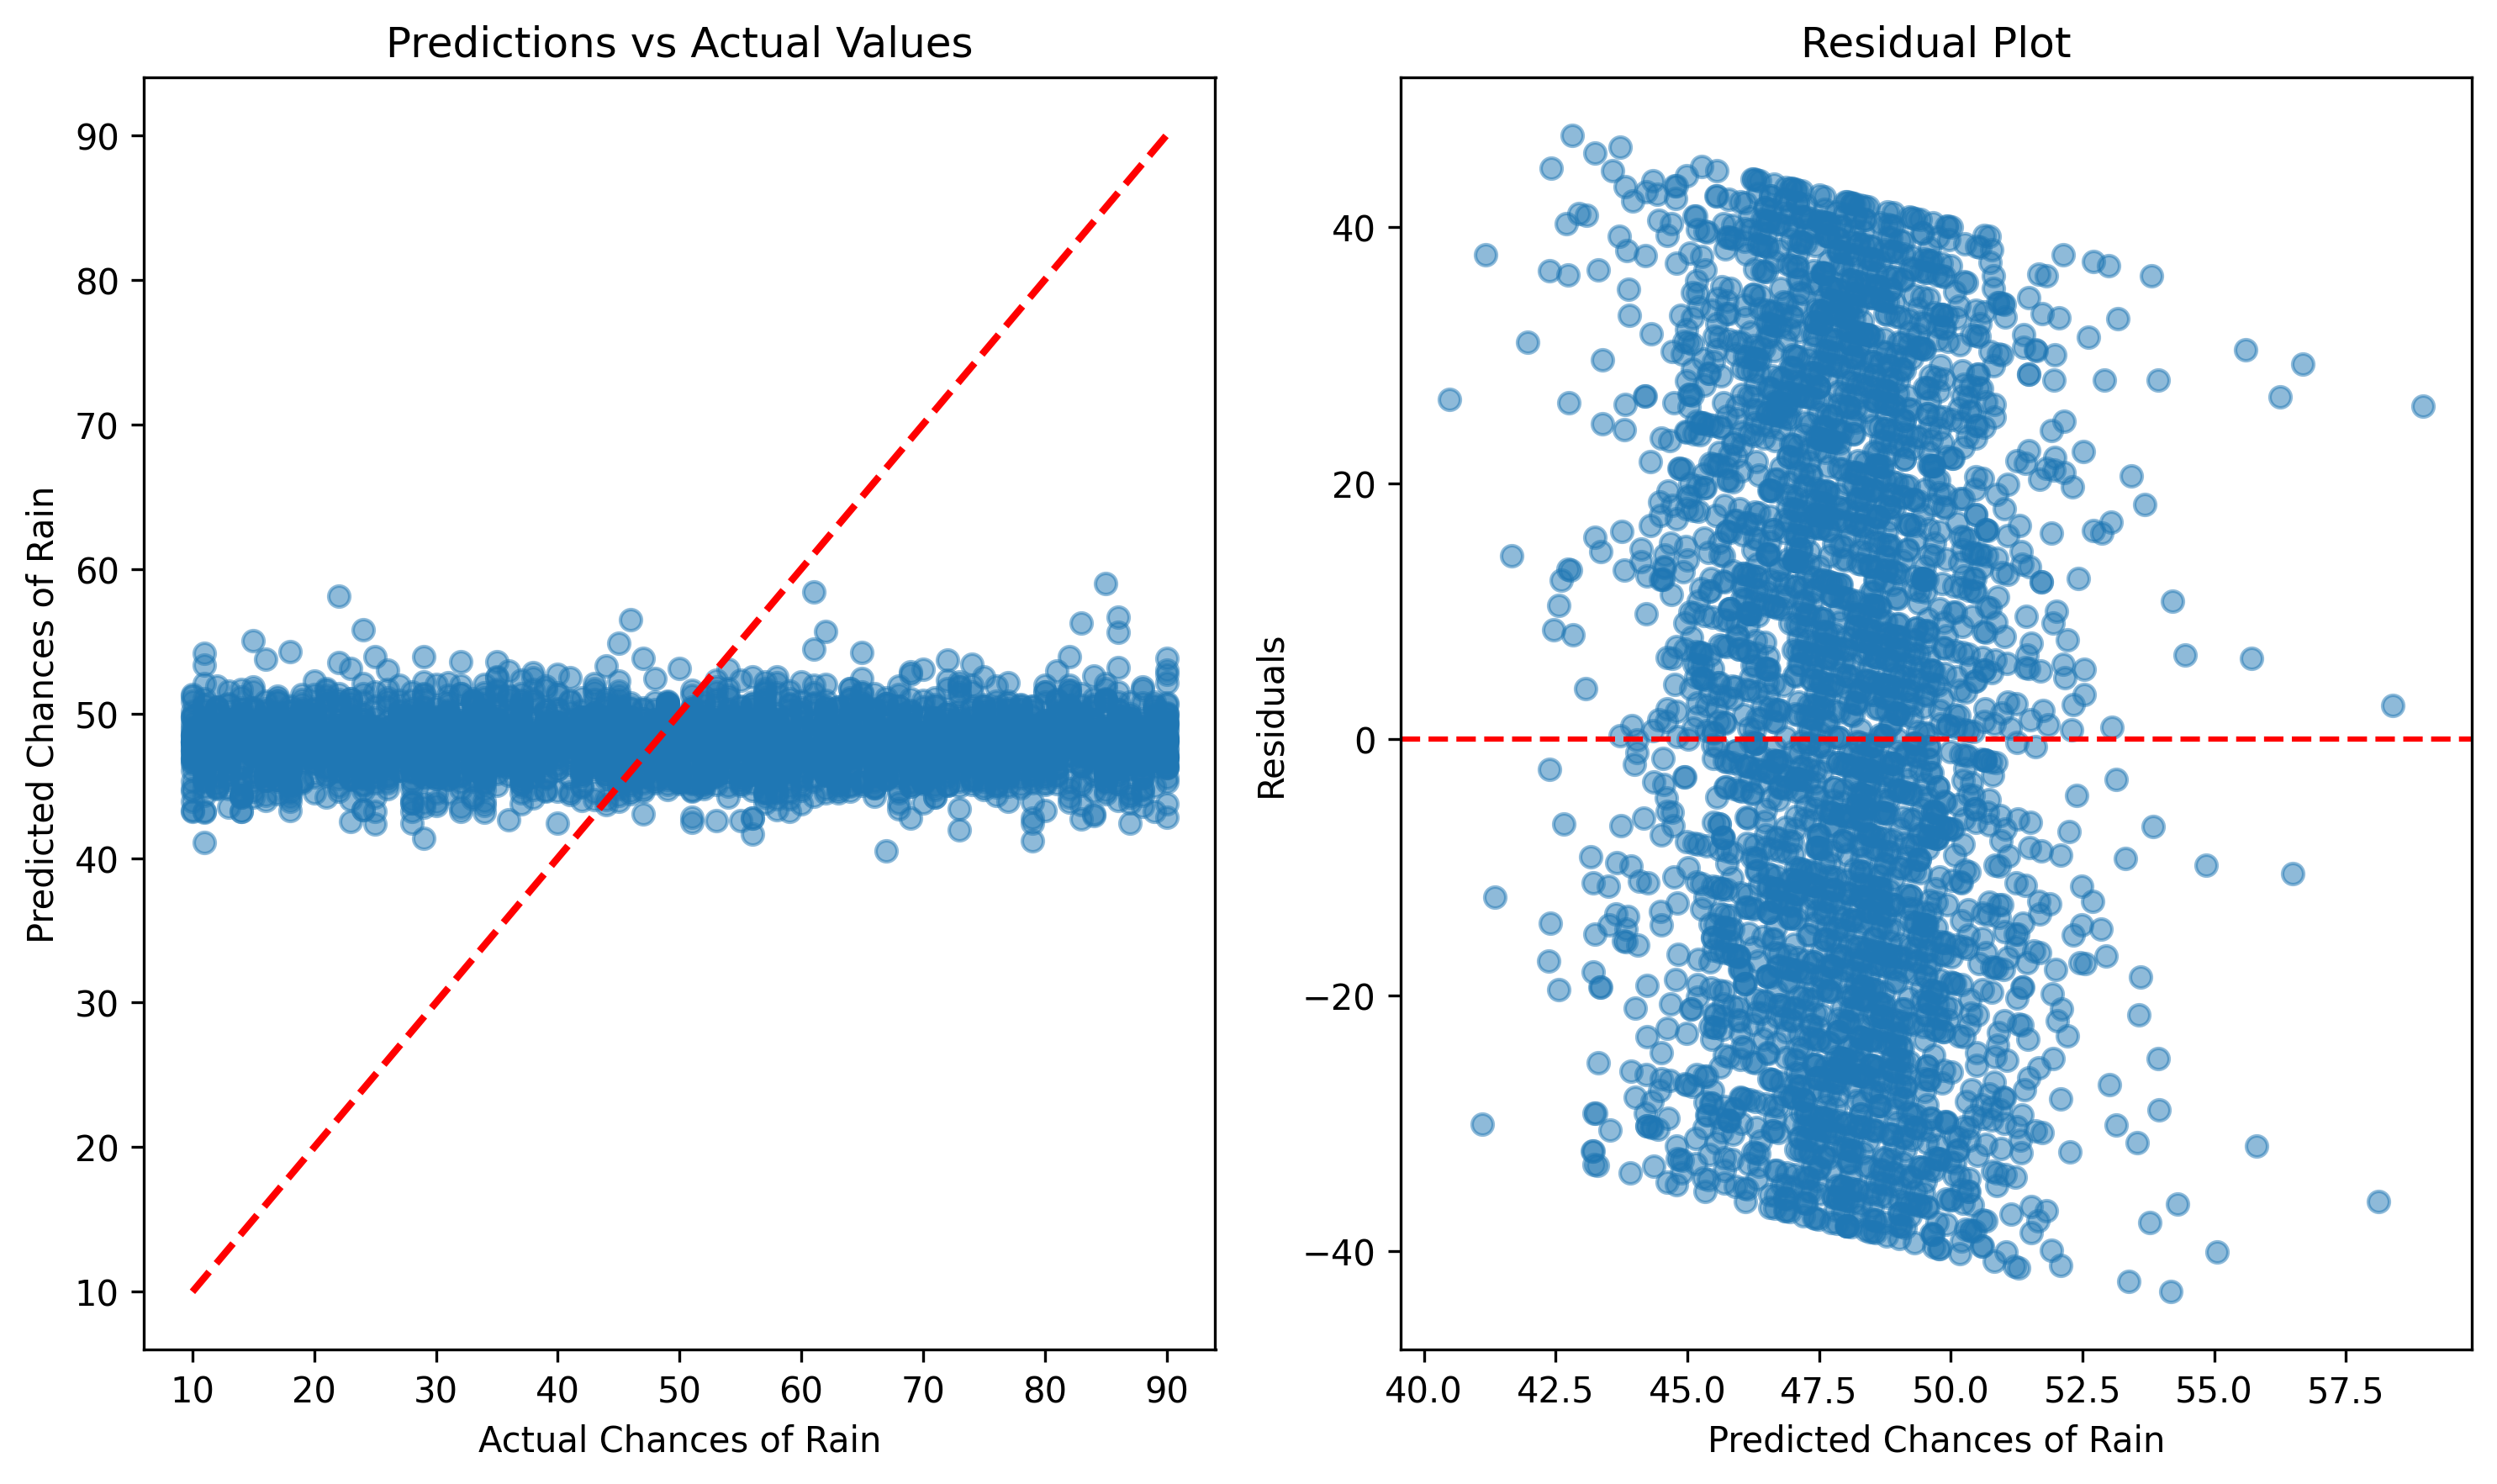 Predictions vs Actual Values
90
80
70
60
50
40
30
20
10
Predicted Chances of Rain
10 20 30 40 50 60 70 80 90
Actual Chances of Rain
Residual Plot
40
20
0
−20
−40
Residuals
40.0 42.5 45.0 47.5 50.0 52.5 55.0 57.5
Predicted Chances of Rain